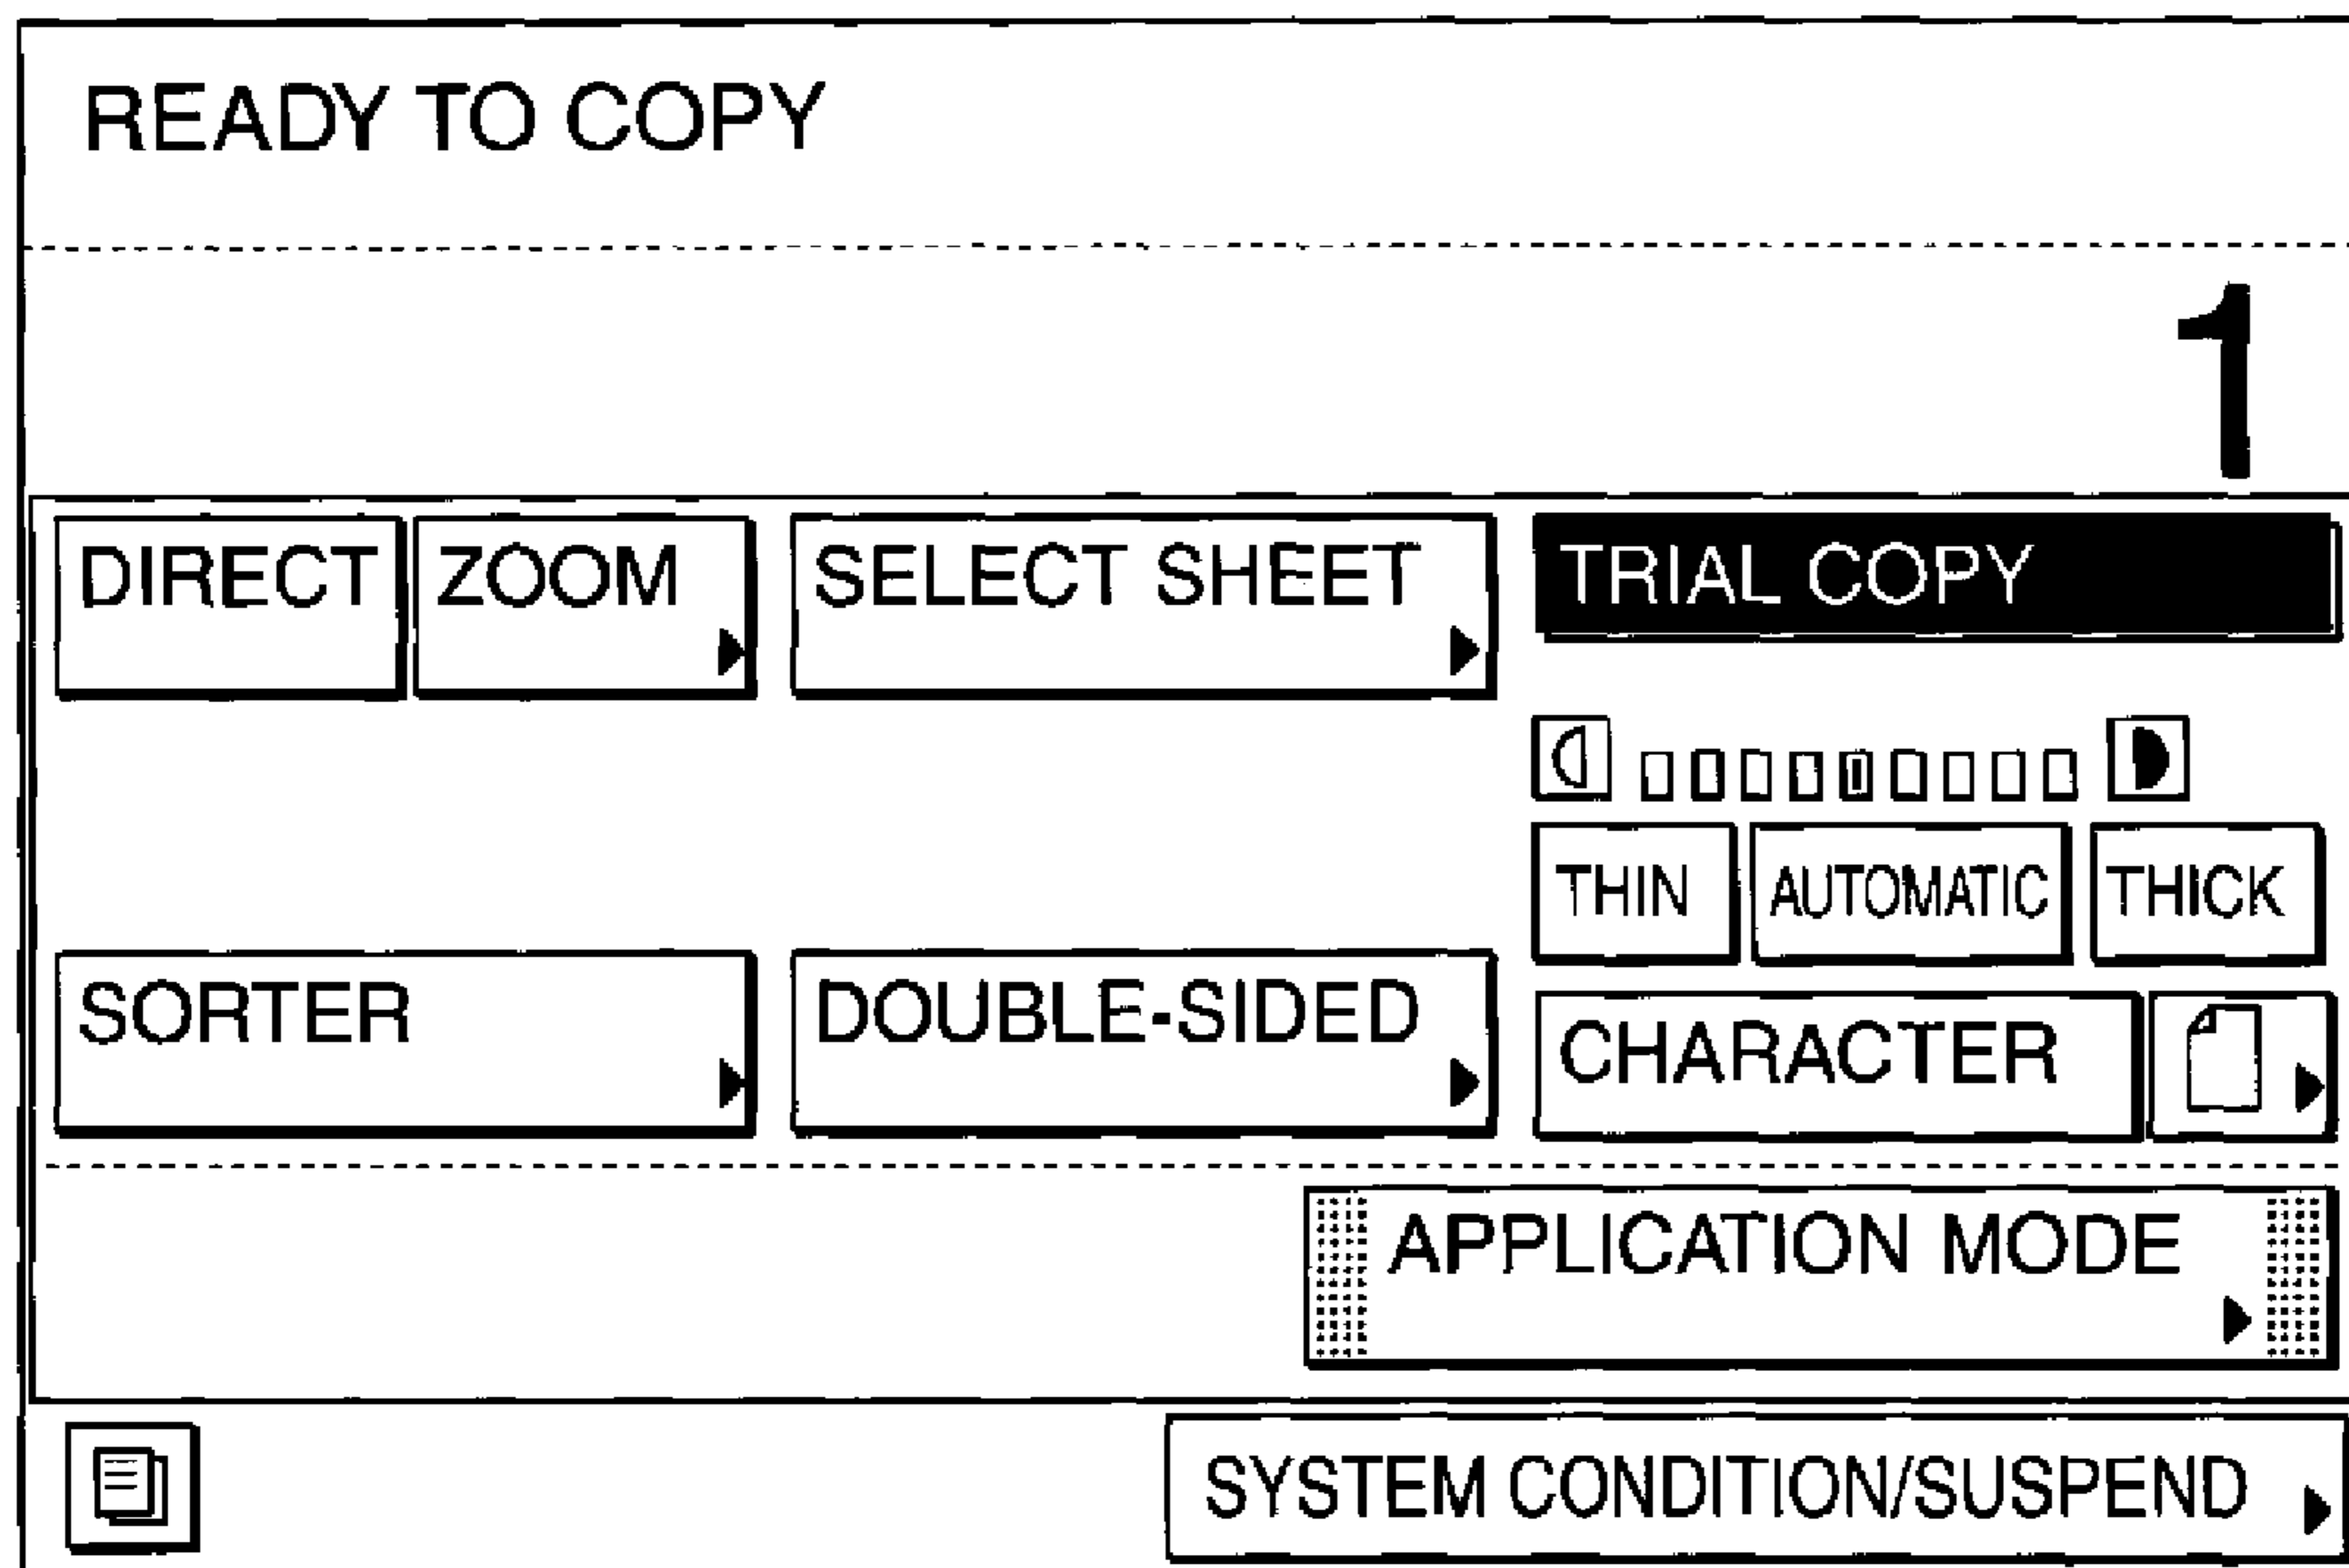 READY TO COPY
1
DIRECT ZOOM SELECT SHEET TRIAL COPY
THIN AUTOMATIC THICK
SORTER DOUBLE-SIDED CHARACTER
APPLICATION MODE
SYSTEM CONDITION/SUSPEND